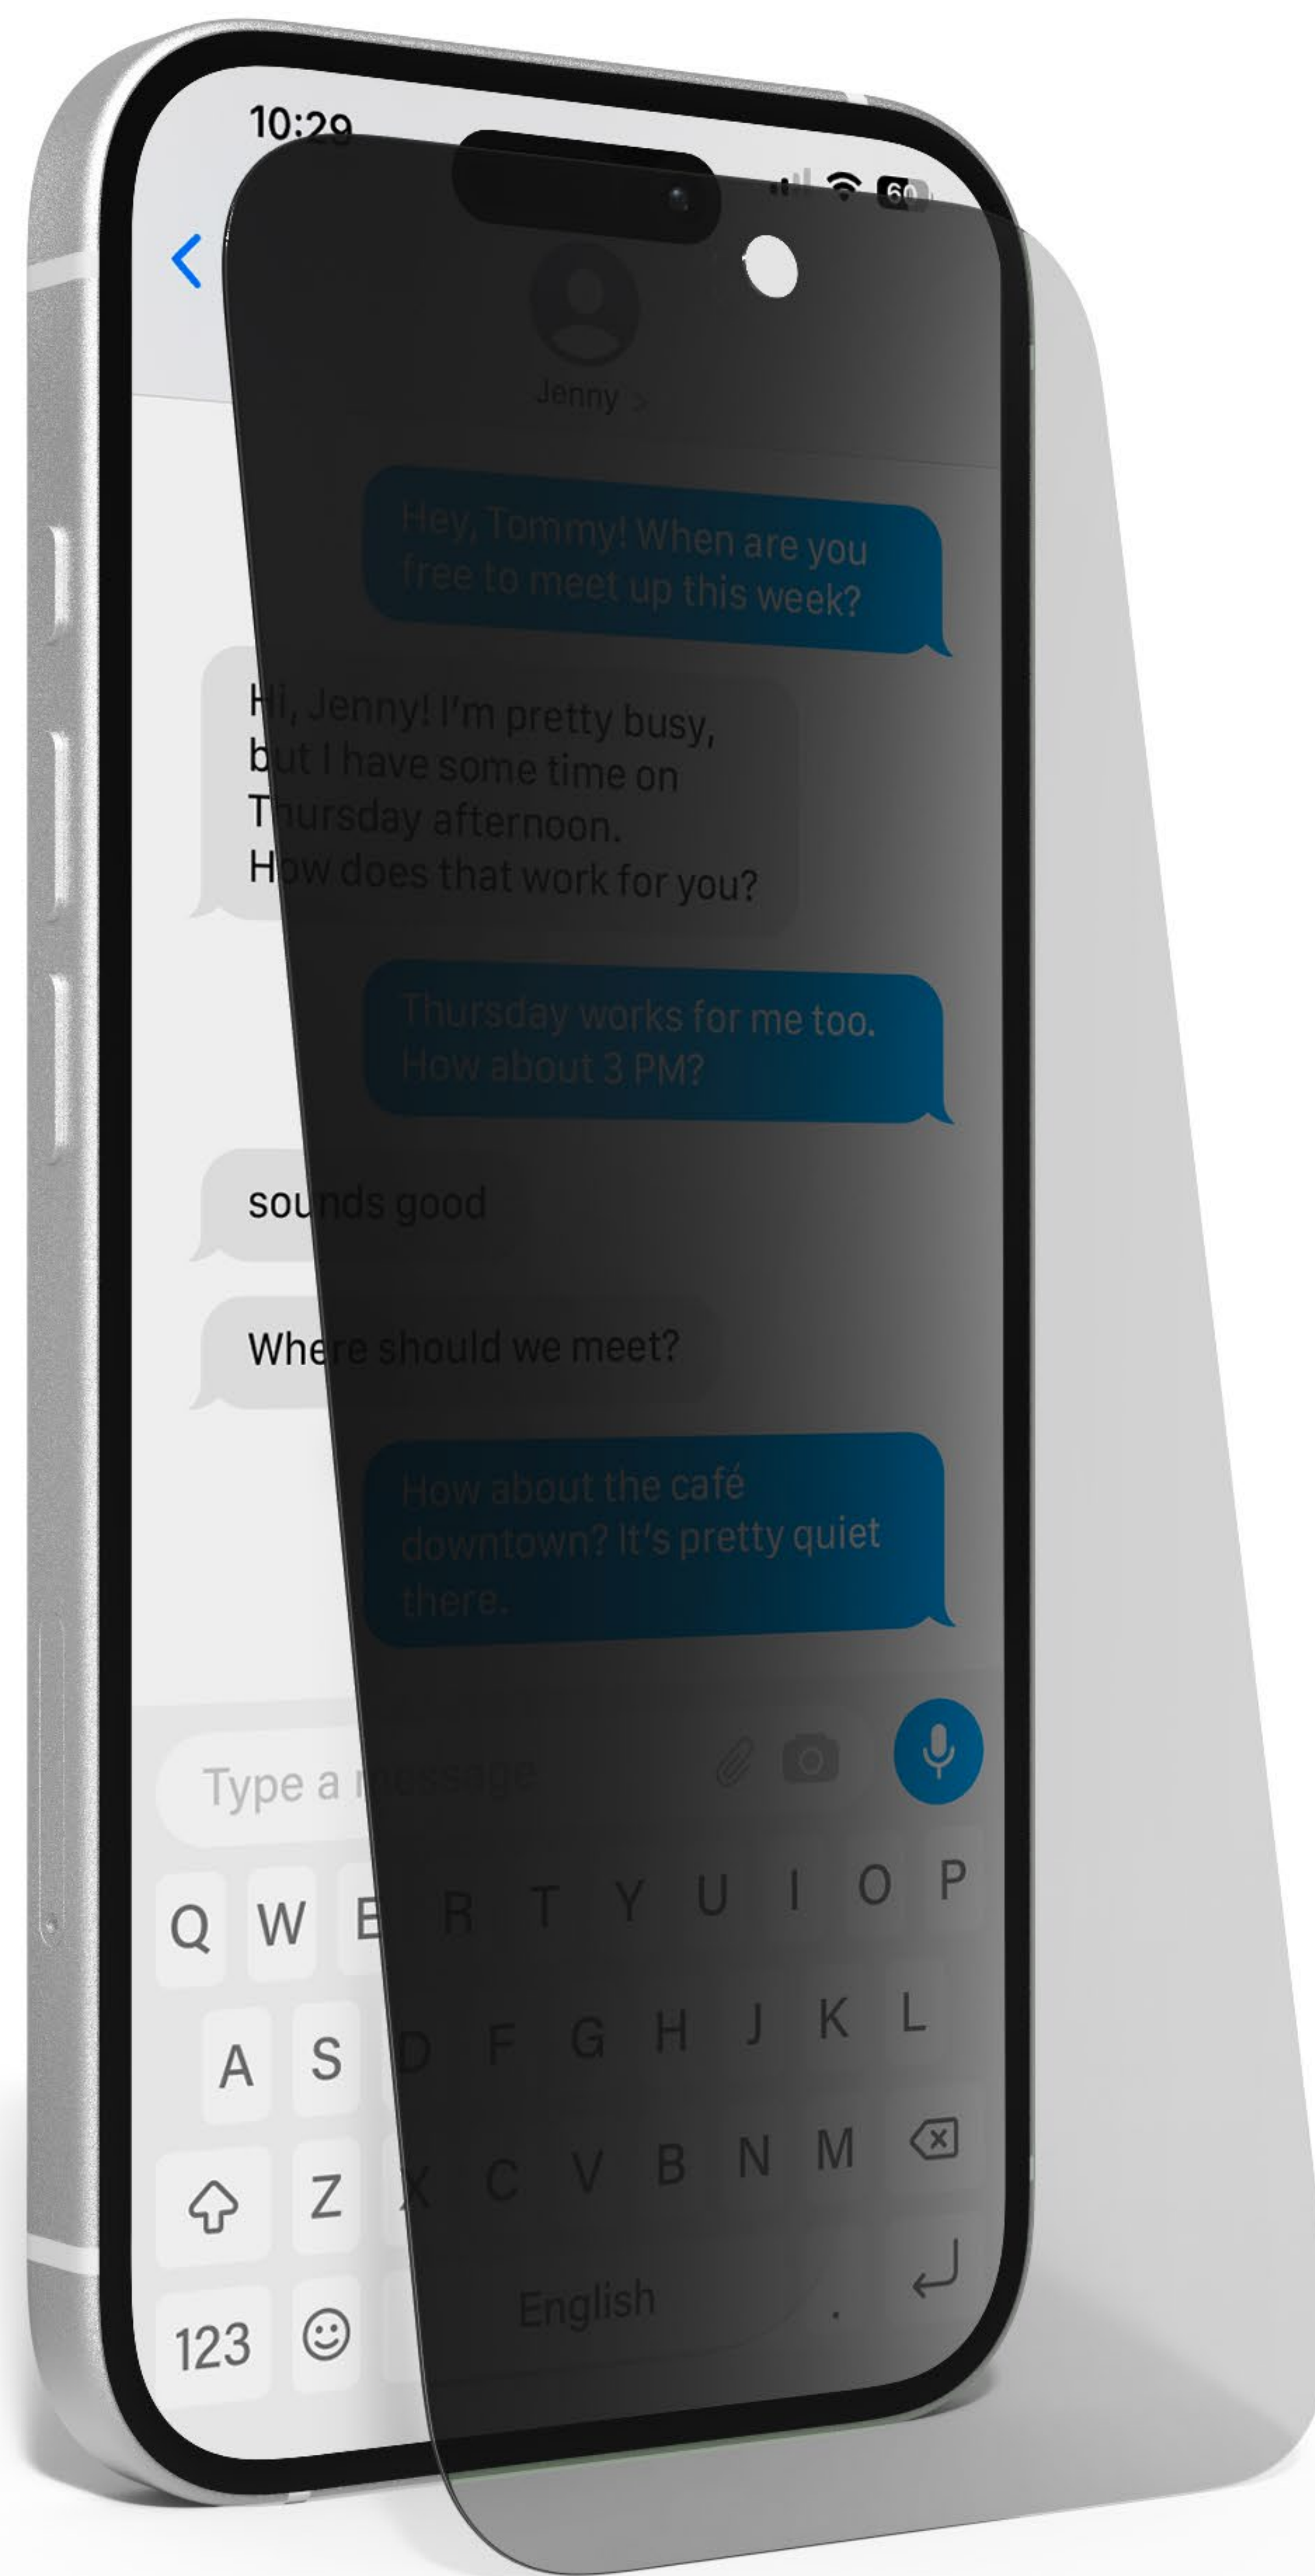 10:29
60
Jenny >
Hey, Tommy! When are you
free to meet up this week?
Hi, Jenny! I'm pretty busy,
but I have some time on
Thursday afternoon.
How does that work for you?
Thursday works for me too.
How about 3 PM?
sounds good
Where should we meet?
How about the café
downtown? It's pretty quiet
there.
Type a message
Q W E R T Y U I O P
A S D F G H J K L
Z X C V B N M
123 English .